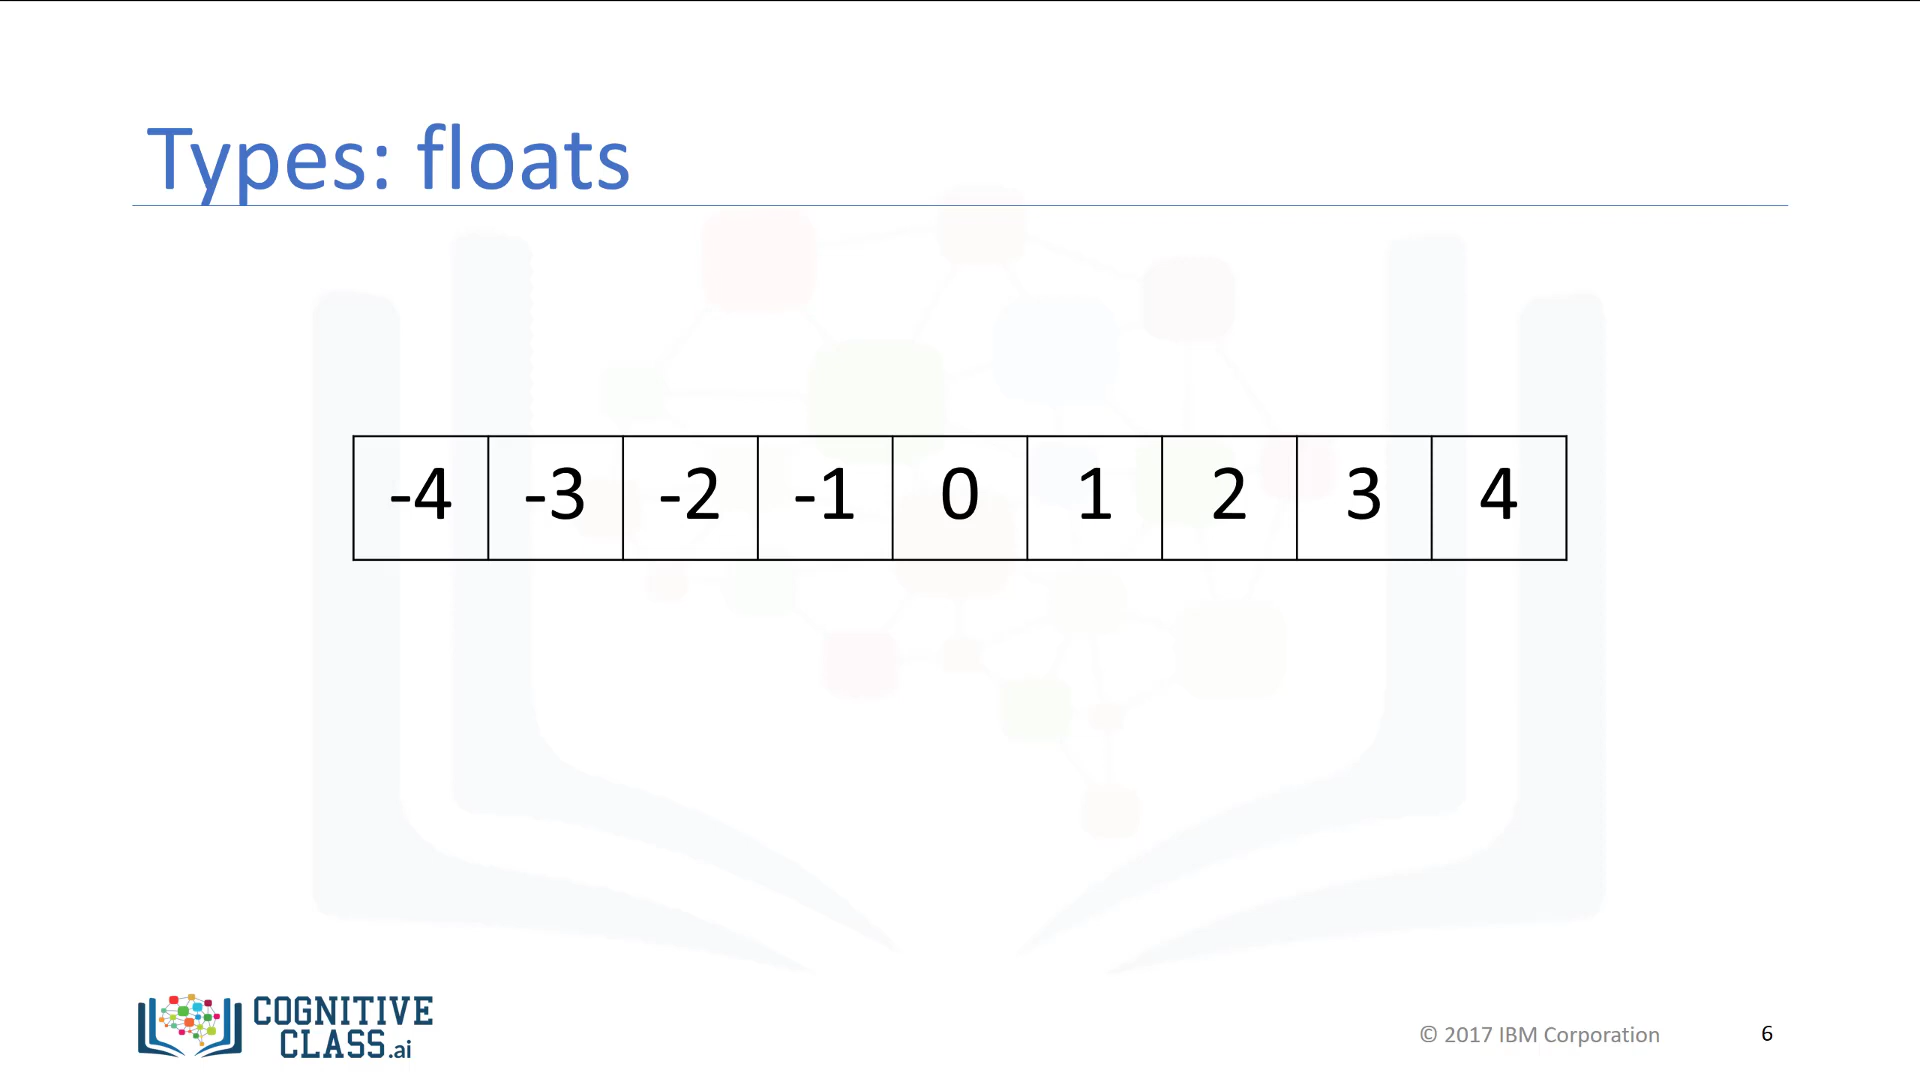 Types: floats
-4 -3 -2 -1 0 1 2 3 4
COGNITIVE
CLASS.ai
© 2017 IBM Corporation 6